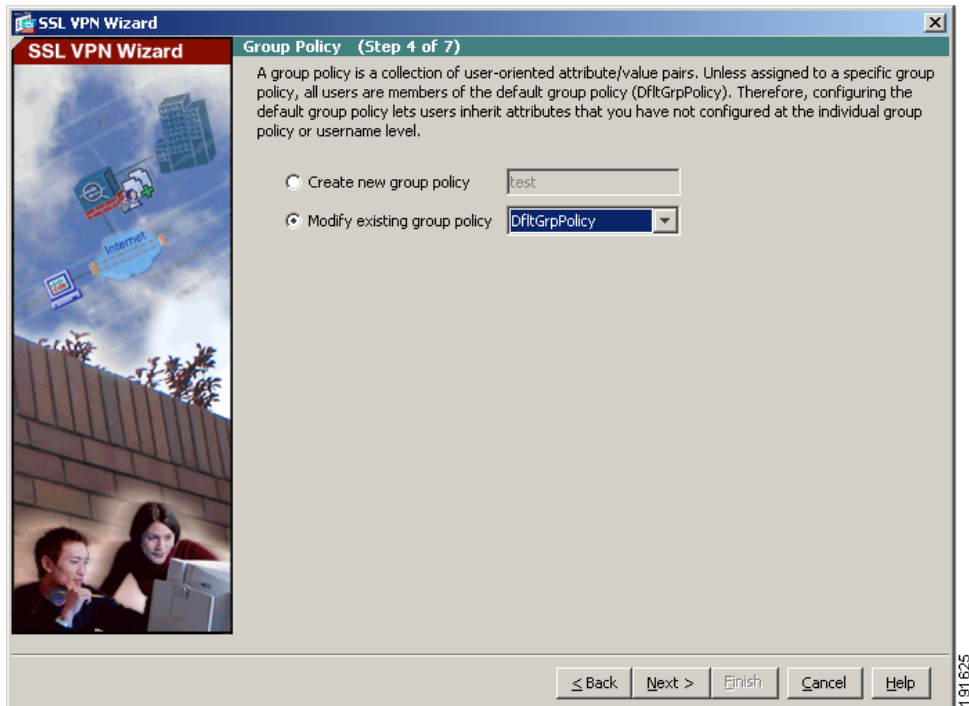 SSL VPN Wizard
SSL VPN Wizard
Group Policy (Step 4 of 7)
A group policy is a collection of user-oriented attribute/value pairs. Unless assigned to a specific group
policy, all users are members of the default group policy (DfltGrpPolicy). Therefore, configuring the
default group policy lets users inherit attributes that you have not configured at the individual group
policy or username level.
Create new group policy
test
Modify existing group policy
DfltGrpPolicy
Internet
< Back
Next >
Finish
Cancel
Help
191625